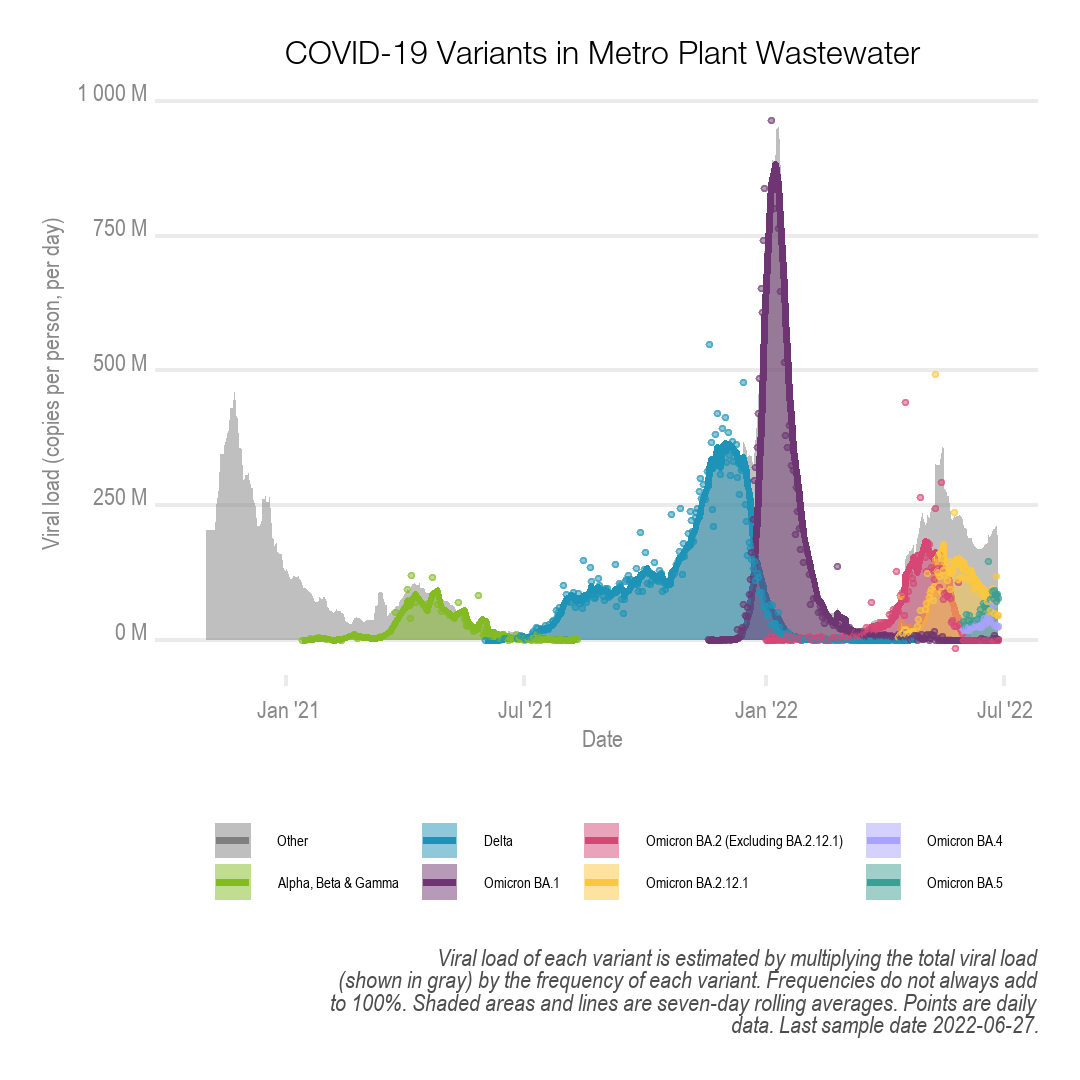 COVID-19 Variants in Metro Plant Wastewater
1 000 M
750 M
500 M
250 M
0 M
Viral load (copies per person, per day)
Jan '21
Jul '21
Jan '22
Jul '22
Date
Other
Delta
Omicron BA.2 (Excluding BA.2.12.1)
Omicron BA.4
Alpha, Beta & Gamma
Omicron BA.1
Omicron BA.2.12.1
Omicron BA.5
Viral load of each variant is estimated by multiplying the total viral load
(shown in gray) by the frequency of each variant. Frequencies do not always add
to 100%. Shaded areas and lines are seven-day rolling averages. Points are daily
data. Last sample date 2022-06-27.